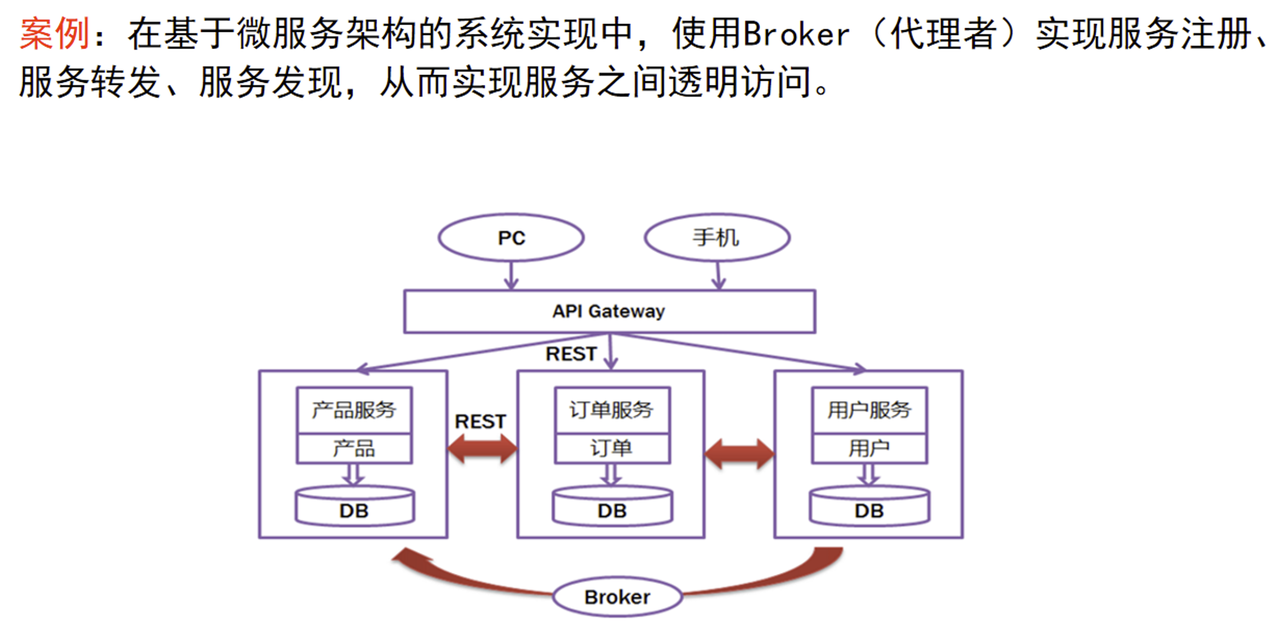 案例：在基于微服务架构的系统实现中，使用Broker（代理者）实现服务注册、
服务转发、服务发现，从而实现服务之间透明访问。
PC
手机
API Gateway
REST
产品服务
产品
DB
REST
订单服务
订单
DB
用户服务
用户
DB
Broker